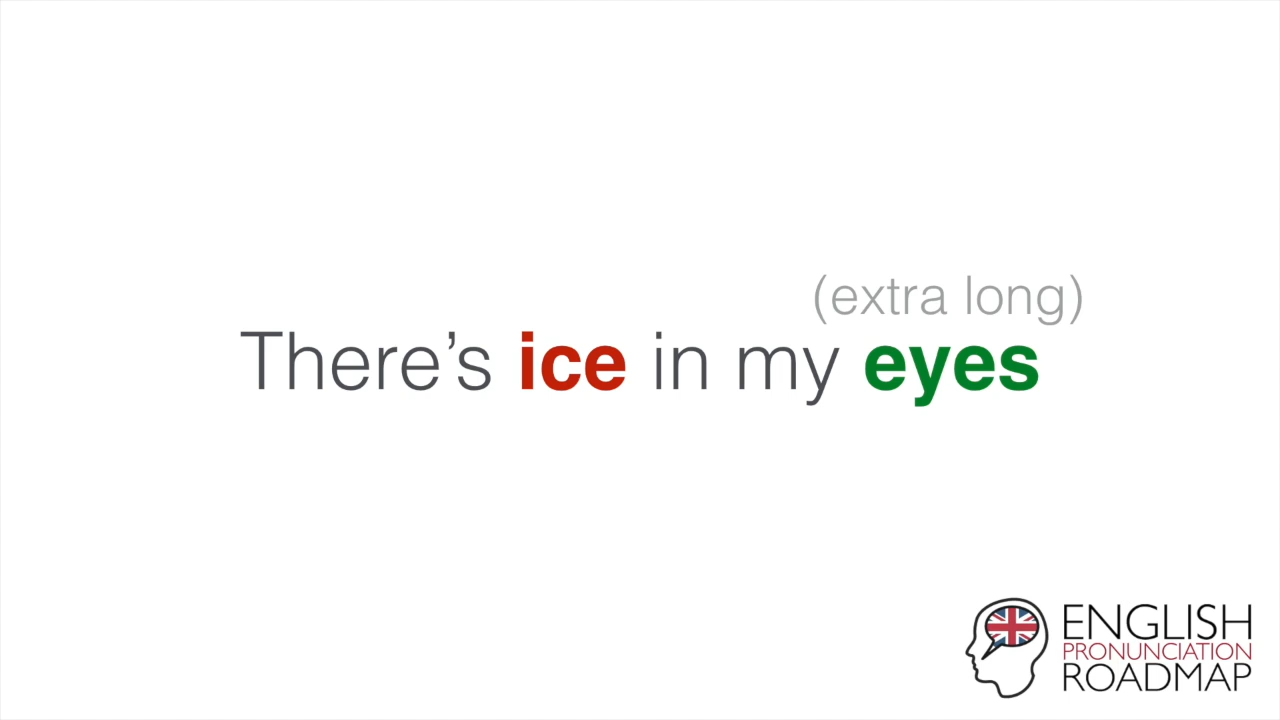 (extra long)
There’s ice in my eyes
ENGLISH
PRONUNCIATION
ROADMAP